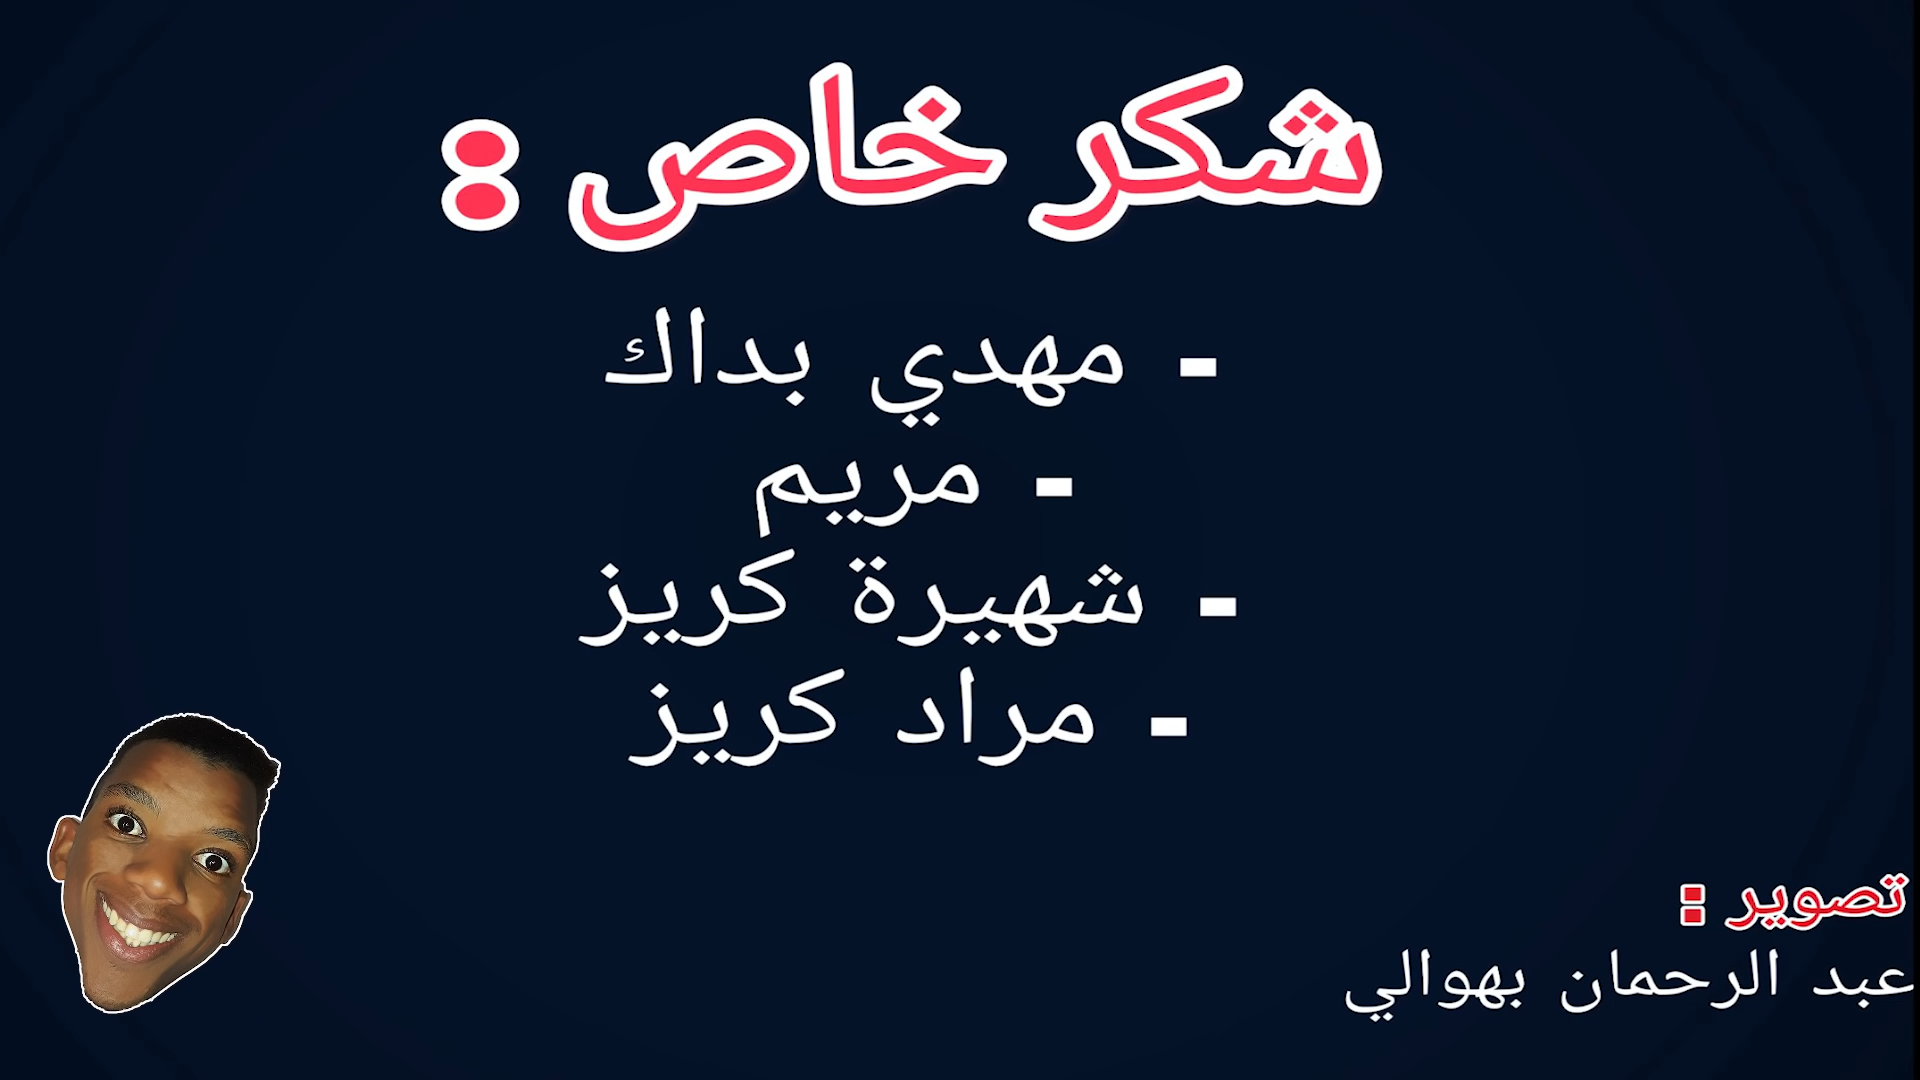 شكر خاص :
- مهدي بداك
- مريم
- شهيرة كريز
- مراد كريز
تصوير :
عبد الرحمان بهوالي